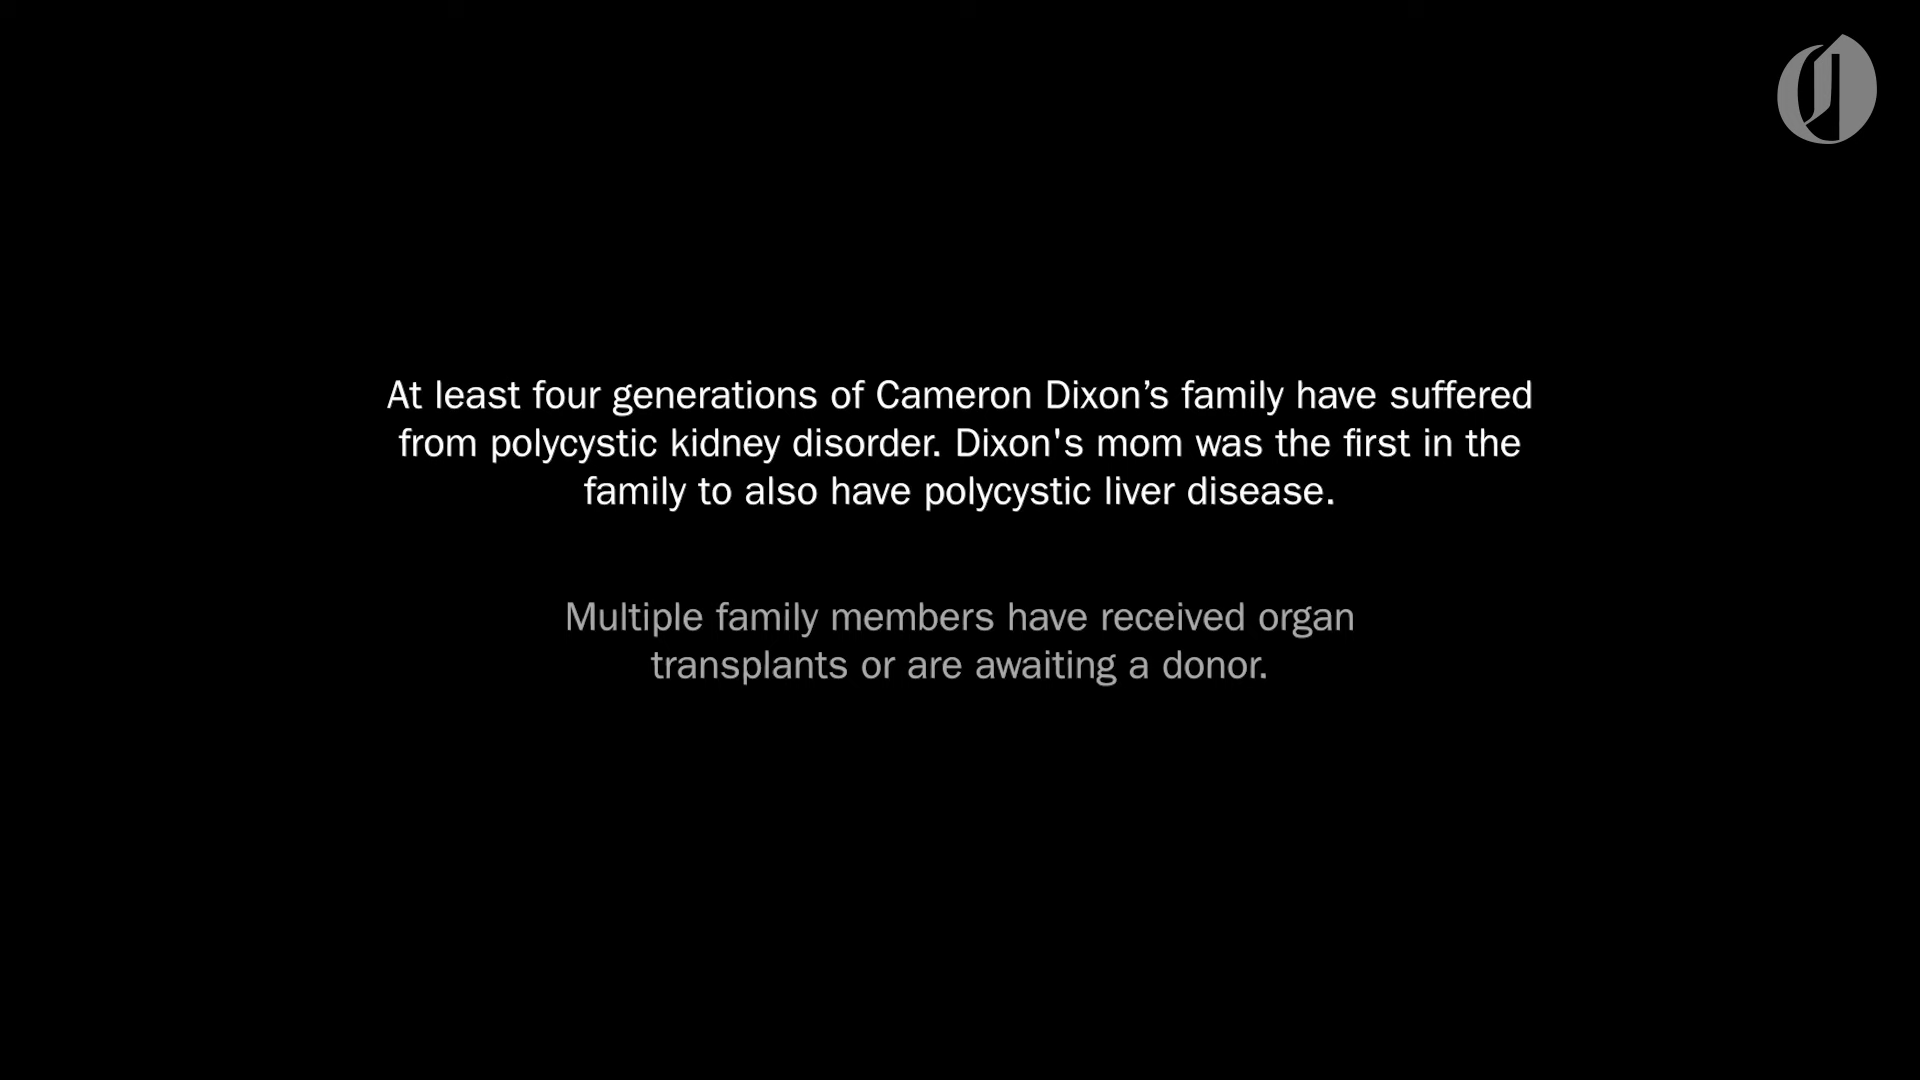 At least four generations of Cameron Dixon’s family have suffered
from polycystic kidney disorder. Dixon's mom was the first in the
family to also have polycystic liver disease.
Multiple family members have received organ
transplants or are awaiting a donor.